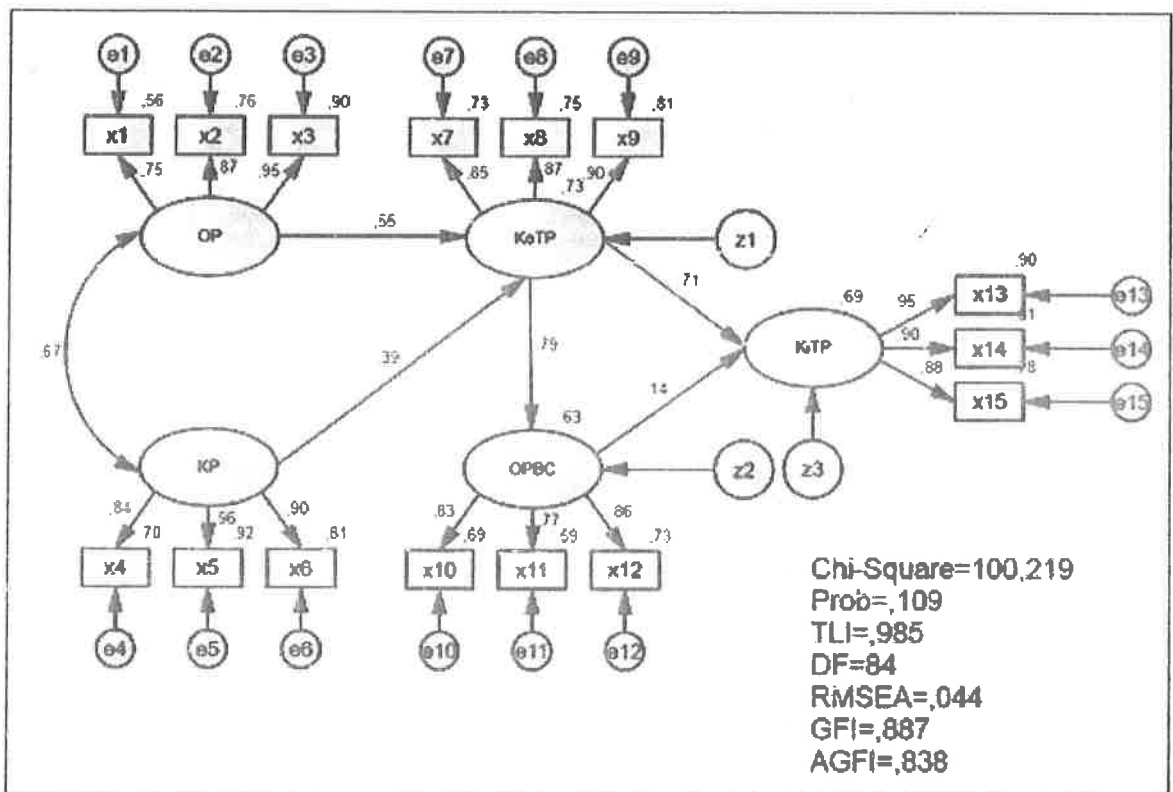 e1 e2 e3 e7 e8 e9
,56 ,76 ,90 ,73 ,75 ,81
x1 x2 x3 x7 x8 x9
,75 ,87 ,95 ,85 ,87 ,73 ,90
OP ,55 KeTP z1
,71 ,90
,69 ,95 x13 e13
,67 ,39 ,79 KiTP ,90 x14 e14
,14 ,88 ,78
x15 e15
,63
KP OPBC z2 z3
,84 ,96 ,90 ,83 ,77 ,86
,70 ,92 ,81 ,69 ,59 ,73
x4 x5 x6 x10 x11 x12
e4 e5 e6 e10 e11 e12
Chi-Square=100,219
Prob=,109
TLI=,985
DF=84
RMSEA=,044
GFI=,887
AGFI=,838